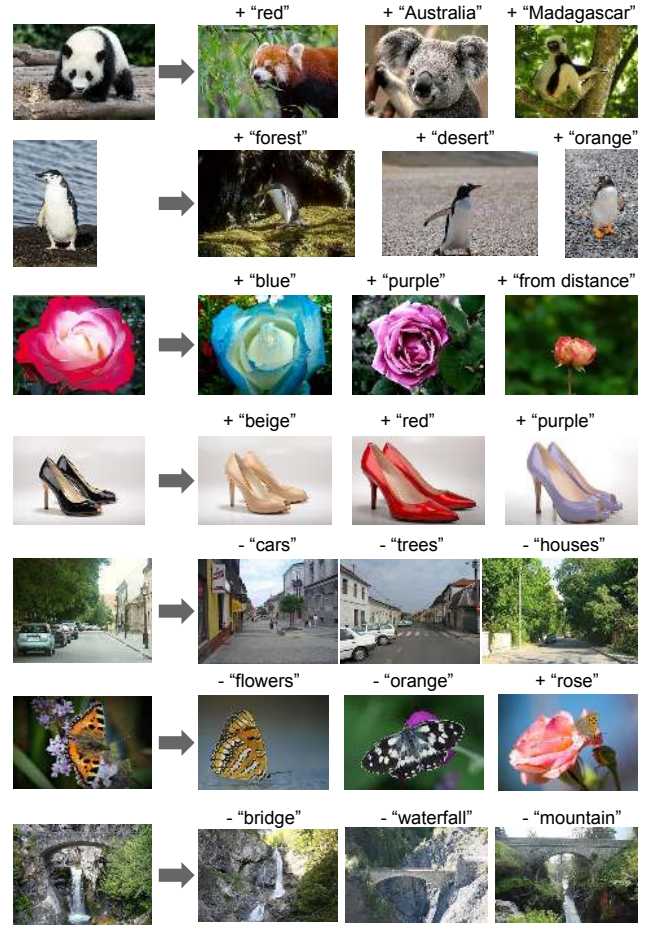 + “red” + “Australia” + “Madagascar”
+ “forest” + “desert” + “orange”
+ “blue” + “purple” + “from distance”
+ “beige” + “red” + “purple”
- “cars” - “trees” - “houses”
- “flowers” - “orange” + “rose”
- “bridge” - “waterfall” - “mountain”